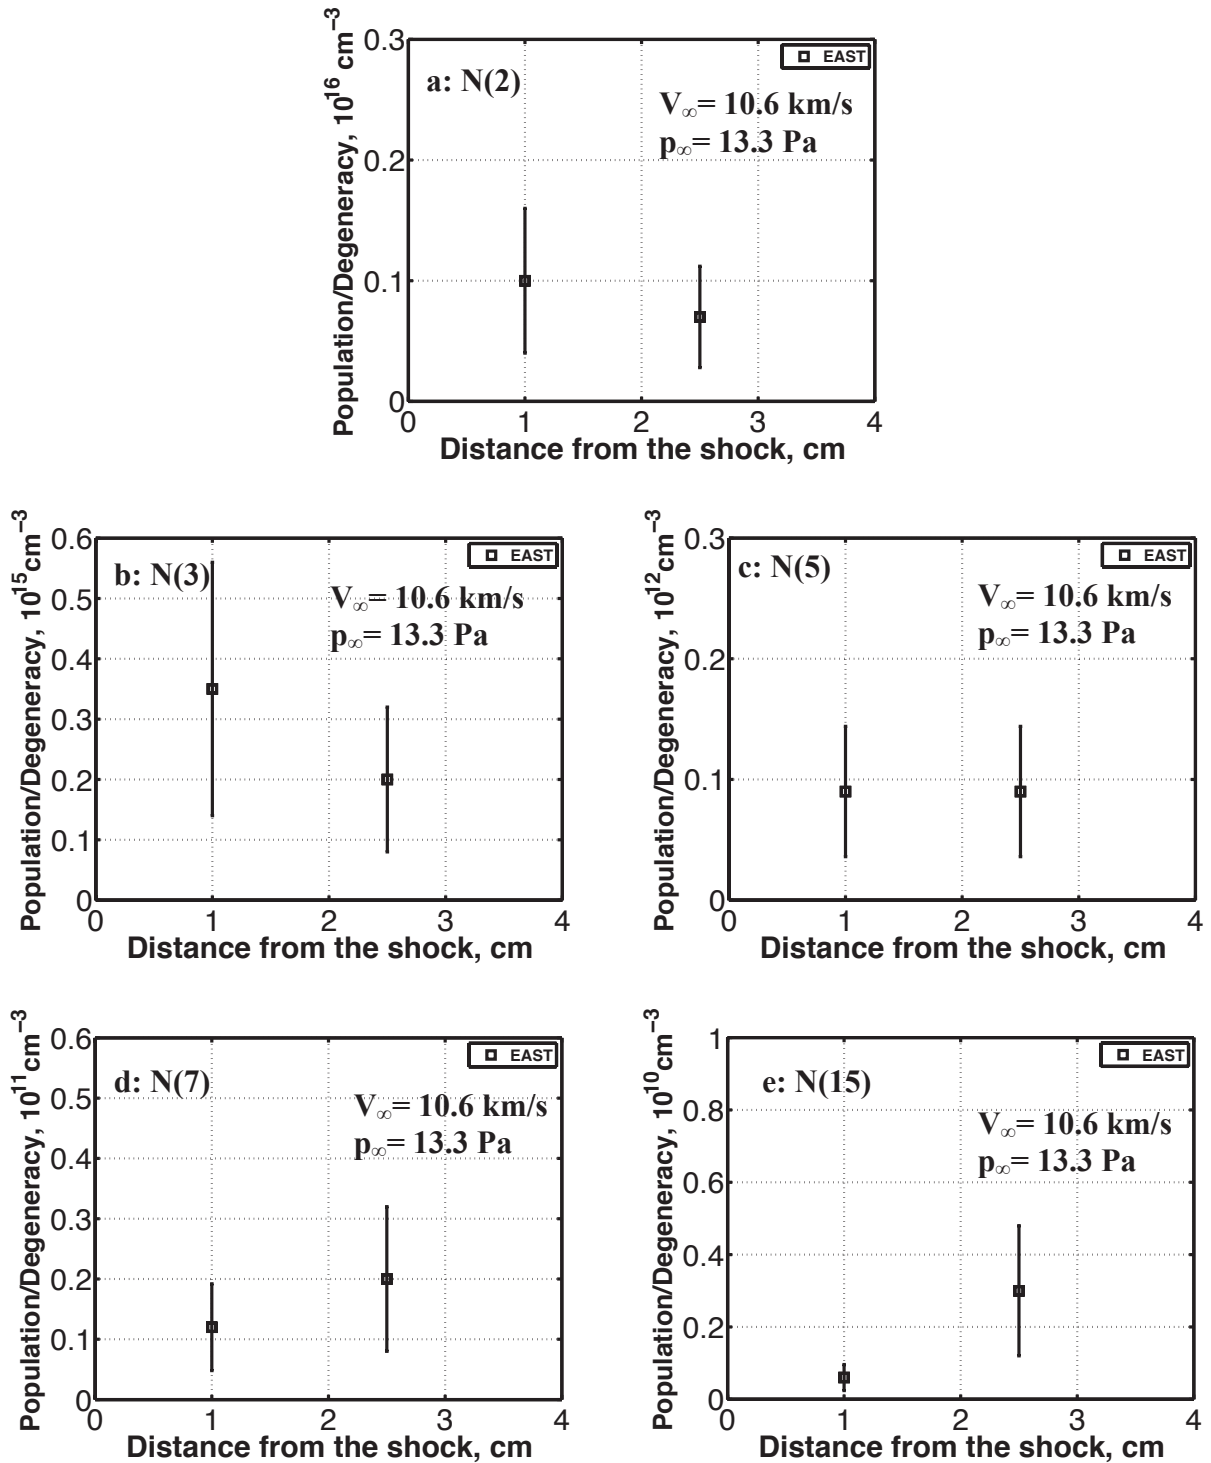 Population/Degeneracy, 10^16 cm^−3
0.3
0.2
0.1
0
EAST
a: N(2)
V∞= 10.6 km/s
p∞= 13.3 Pa
0 1 2 3 4
Distance from the shock, cm
Population/Degeneracy, 10^15 cm^−3
0.6
0.5
0.4
0.3
0.2
0.1
0
EAST
b: N(3)
V∞= 10.6 km/s
p∞= 13.3 Pa
0 1 2 3 4
Distance from the shock, cm
Population/Degeneracy, 10^12 cm^−3
0.3
0.2
0.1
0
EAST
c: N(5)
V∞= 10.6 km/s
p∞= 13.3 Pa
0 1 2 3 4
Distance from the shock, cm
Population/Degeneracy, 10^11 cm^−3
0.6
0.5
0.4
0.3
0.2
0.1
0
EAST
d: N(7)
V∞= 10.6 km/s
p∞= 13.3 Pa
0 1 2 3 4
Distance from the shock, cm
Population/Degeneracy, 10^10 cm^−3
1
0.8
0.6
0.4
0.2
0
EAST
e: N(15)
V∞= 10.6 km/s
p∞= 13.3 Pa
0 1 2 3 4
Distance from the shock, cm